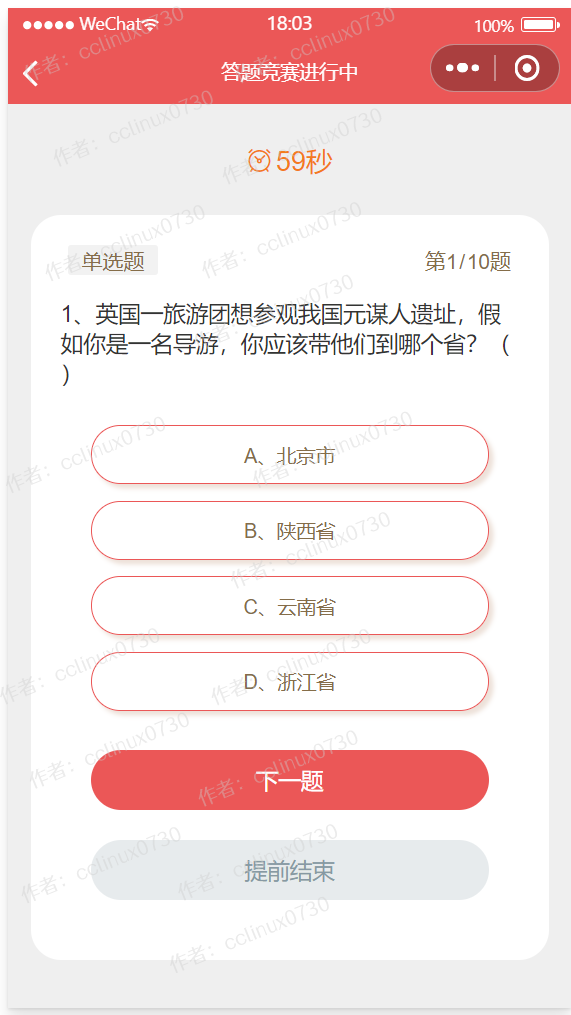 WeChat 18:03 100%
答题竞赛进行中
59秒
单选题 第1/10题
1、英国一旅游团想参观我国元谋人遗址，假
如你是一名导游，你应该带他们到哪个省？（
）
A、北京市
B、陕西省
C、云南省
D、浙江省
下一题
提前结束
作者：cclinux0730